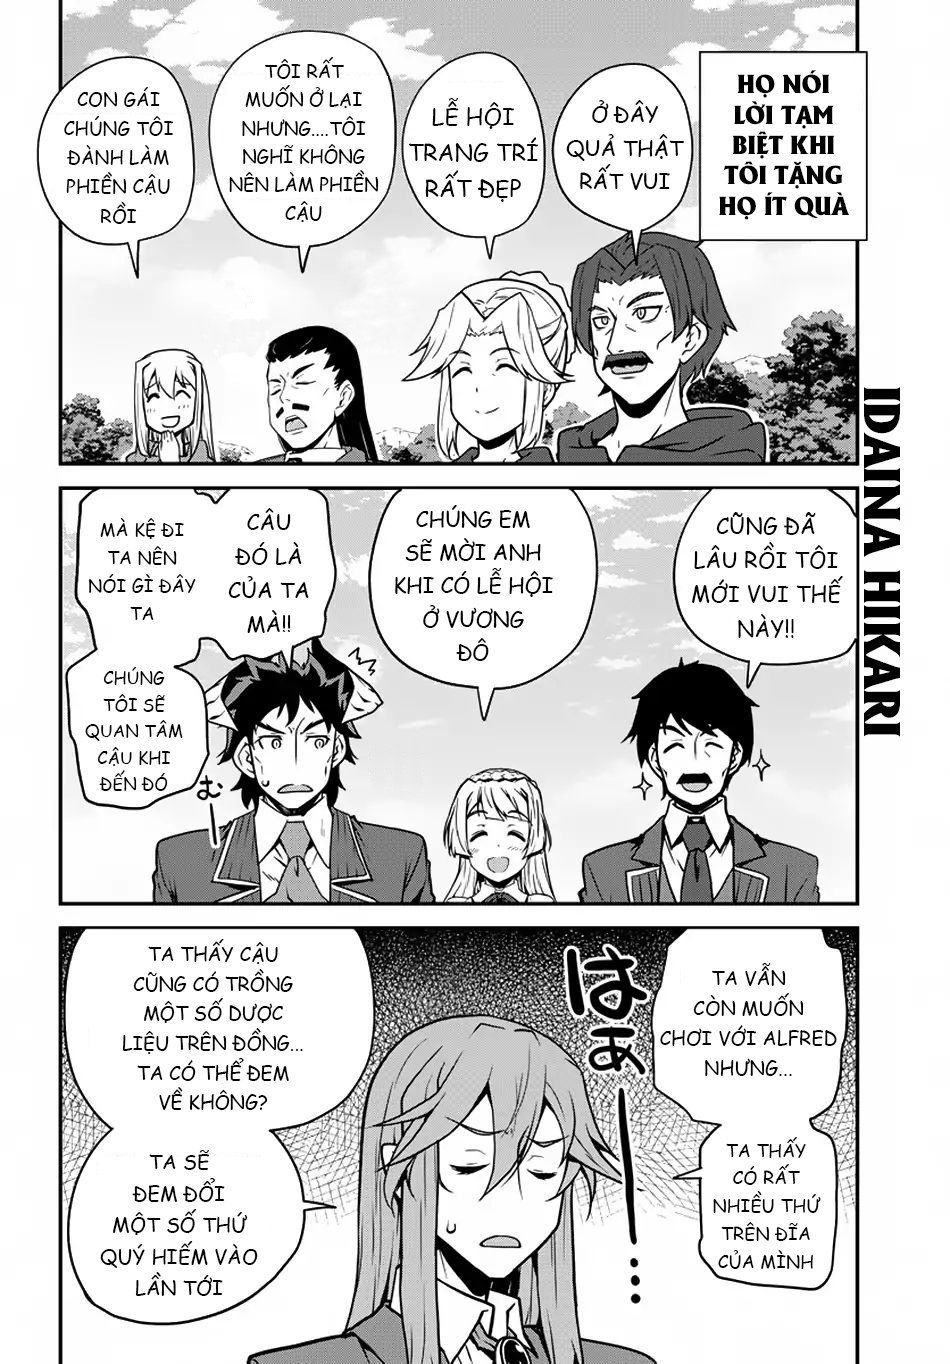 HỌ NÓI
LỜI TẠM
BIỆT KHI
TÔI TẶNG
HỌ ÍT QUÀ
Ở ĐÂY
QUẢ THẬT
RẤT VUI
LỄ HỘI
TRANG TRÍ
RẤT ĐẸP
TÔI RẤT
MUỐN Ở LẠI
NHƯNG....TÔI
NGHĨ KHÔNG
NÊN LÀM PHIỀN
CẬU
CON GÁI
CHÚNG TÔI
ĐÀNH LÀM
PHIỀN CẬU
RỒI
IDAINA HIKARI
CŨNG ĐÃ
LÂU RỒI TÔI
MỚI VUI THẾ
NÀY!!
CHÚNG EM
SẼ MỜI ANH
KHI CÓ LỄ HỘI
Ở VƯƠNG
ĐÔ
CÂU
ĐÓ LÀ
CỦA TA
MÀ!!
MÀ KỆ ĐI
TA NÊN
NÓI GÌ ĐÂY
TA
CHÚNG
TÔI SẼ
QUAN TÂM
CẬU KHI
ĐẾN ĐÓ
む
TA VẪN
CÒN MUỐN
CHƠI VỚI ALFRED
NHƯNG...
TA THẤY
CÓ RẤT
NHIỀU THỨ
TRÊN ĐĨA
CỦA MÌNH
はぁ……
TA THẤY CẬU
CŨNG CÓ TRỒNG
MỘT SỐ DƯỢC
LIỆU TRÊN ĐỒNG...
TA CÓ THỂ ĐEM
VỀ KHÔNG?
TA SẼ
ĐEM ĐỔI
MỘT SỐ THỨ
QUÝ HIẾM VÀO
LẦN TỚI